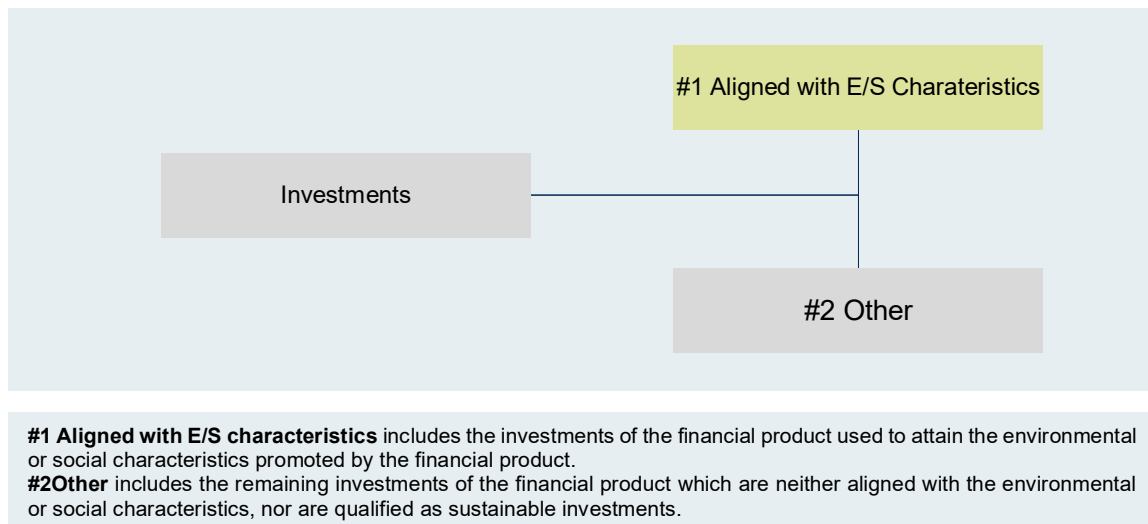 #1 Aligned with E/S Charateristics
Investments
#2 Other
#1 Aligned with E/S characteristics includes the investments of the financial product used to attain the environmental
or social characteristics promoted by the financial product.
#2Other includes the remaining investments of the financial product which are neither aligned with the environmental
or social characteristics, nor are qualified as sustainable investments.